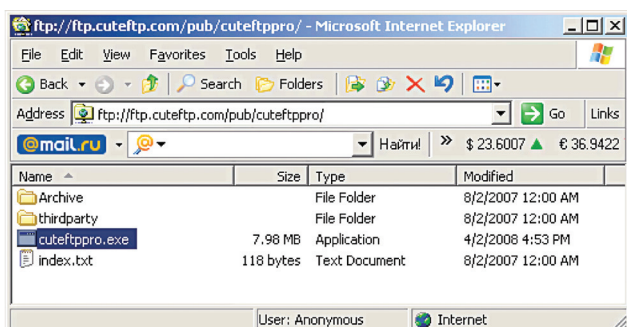 ftp://ftp.cuteftp.com/pub/cuteftppro/ - Microsoft Internet Explorer
File Edit View Favorites Tools Help
Back Search Folders
Address ftp://ftp.cuteftp.com/pub/cuteftppro/ Go Links
@mail.ru Найти! » $ 23.6007 ▲ € 36.9422
Name Size Type Modified
Archive File Folder 8/2/2007 12:00 AM
thirdparty File Folder 8/2/2007 12:00 AM
cuteftppro.exe 7.98 MB Application 4/2/2008 4:53 PM
index.txt 118 bytes Text Document 8/2/2007 12:00 AM
User: Anonymous Internet